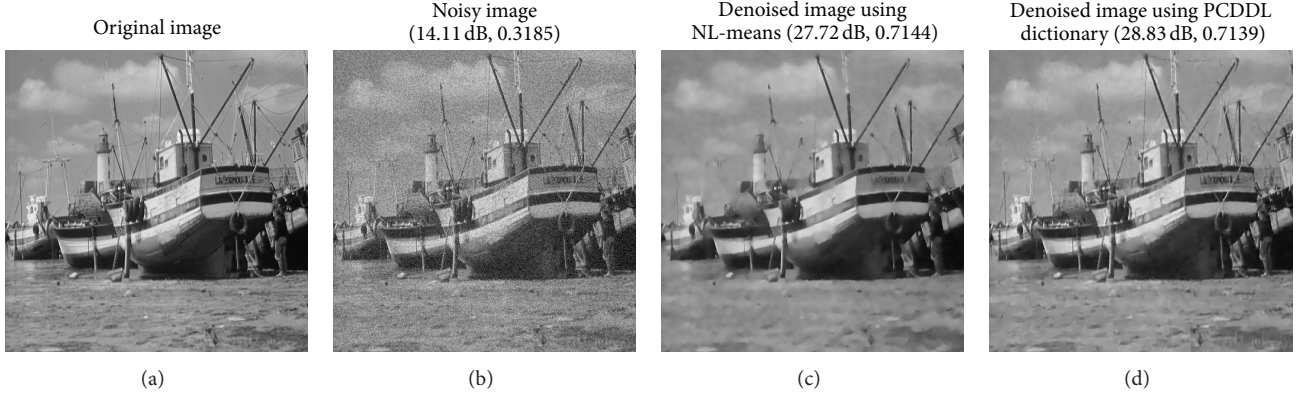 Original image
Noisy image
(14.11 dB, 0.3185)
Denoised image using
NL-means (27.72 dB, 0.7144)
Denoised image using PCDDL
dictionary (28.83 dB, 0.7139)
(a)
(b)
(c)
(d)